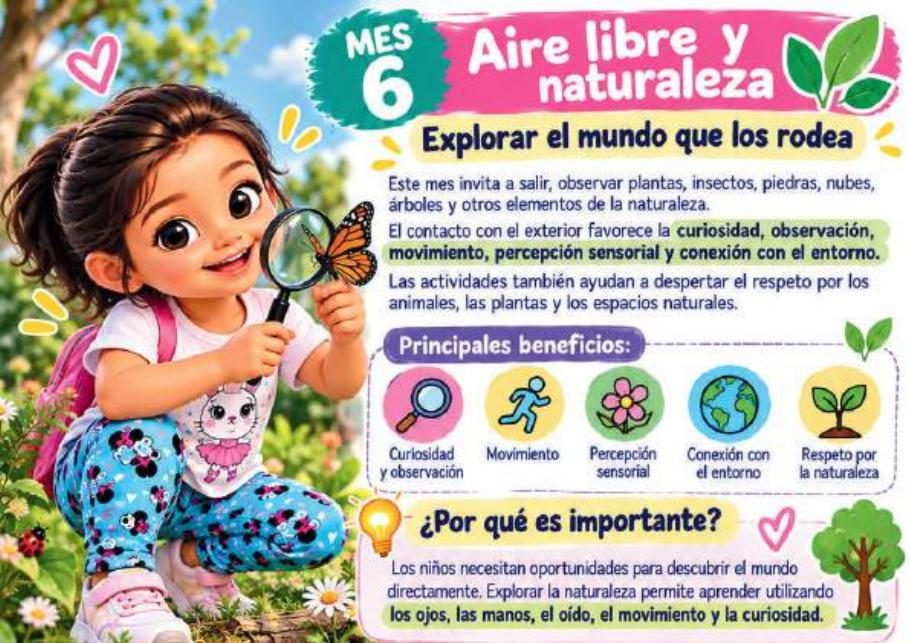 MES
6
Aire libre y
naturaleza
Explorar el mundo que los rodea
Este mes invita a salir, observar plantas, insectos, piedras, nubes,
árboles y otros elementos de la naturaleza.
El contacto con el exterior favorece la curiosidad, observación,
movimiento, percepción sensorial y conexión con el entorno.
Las actividades también ayudan a despertar el respeto por los
animales, las plantas y los espacios naturales.
Principales beneficios:
Curiosidad
y observación
Movimiento
Percepción
sensorial
Conexión con
el entorno
Respeto por
la naturaleza
¿Por qué es importante?
Los niños necesitan oportunidades para descubrir el mundo
directamente. Explorar la naturaleza permite aprender utilizando
los ojos, las manos, el oído, el movimiento y la curiosidad.